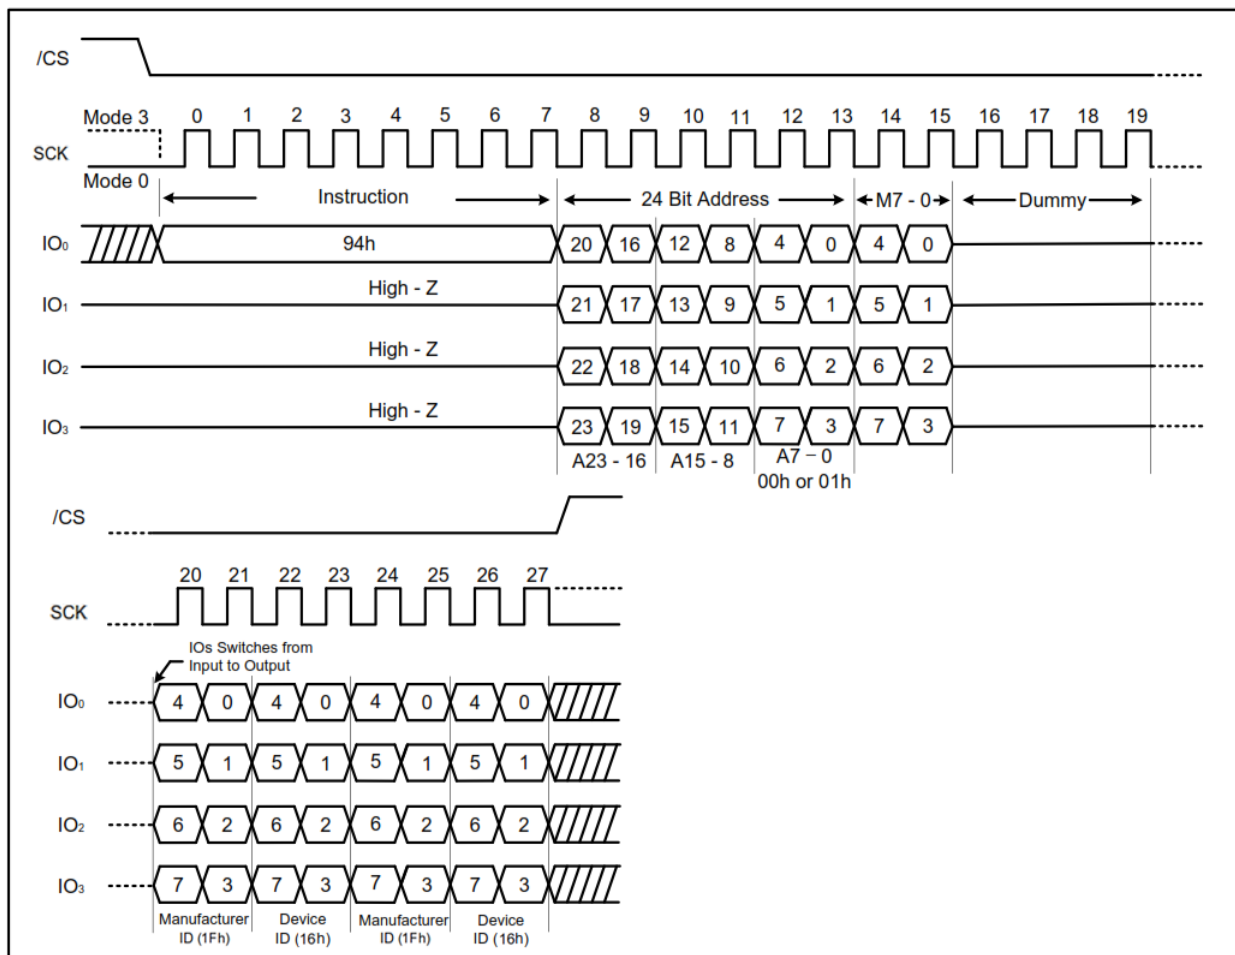 /CS
Mode 3 0 1 2 3 4 5 6 7 8 9 10 11 12 13 14 15 16 17 18 19
SCK
Mode 0
Instruction 24 Bit Address M7 - 0 Dummy
IO0 94h 20 16 12 8 4 0 4 0
High - Z
IO1 21 17 13 9 5 1 5 1
High - Z
IO2 22 18 14 10 6 2 6 2
High - Z
IO3 23 19 15 11 7 3 7 3
A23 - 16 A15 - 8 A7 - 0
00h or 01h
/CS
20 21 22 23 24 25 26 27
SCK
IOs Switches from
Input to Output
IO0 4 0 4 0 4 0 4 0
IO1 5 1 5 1 5 1 5 1
IO2 6 2 6 2 6 2 6 2
IO3 7 3 7 3 7 3 7 3
Manufacturer Device Manufacturer Device
ID (1Fh) ID (16h) ID (1Fh) ID (16h)